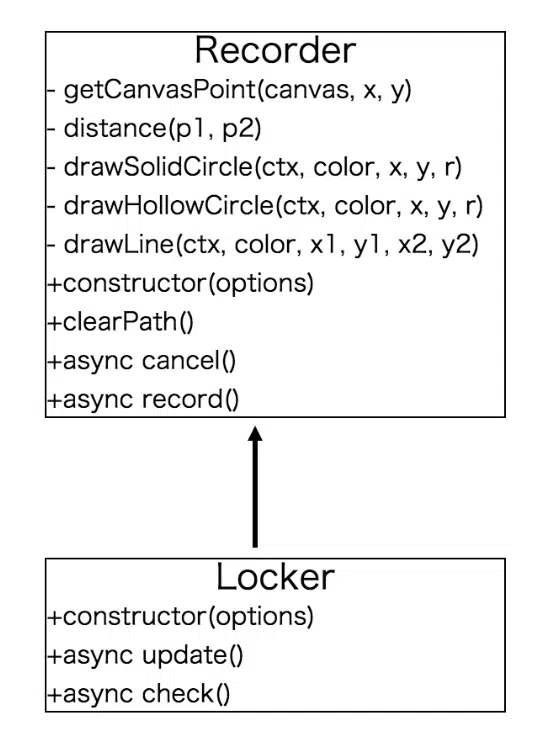 Recorder
- getCanvasPoint(canvas, x, y)
- distance(p1, p2)
- drawSolidCircle(ctx, color, x, y, r)
- drawHollowCircle(ctx, color, x, y, r)
- drawLine(ctx, color, x1, y1, x2, y2)
+constructor(options)
+clearPath()
+async cancel()
+async record()
Locker
+constructor(options)
+async update()
+async check()